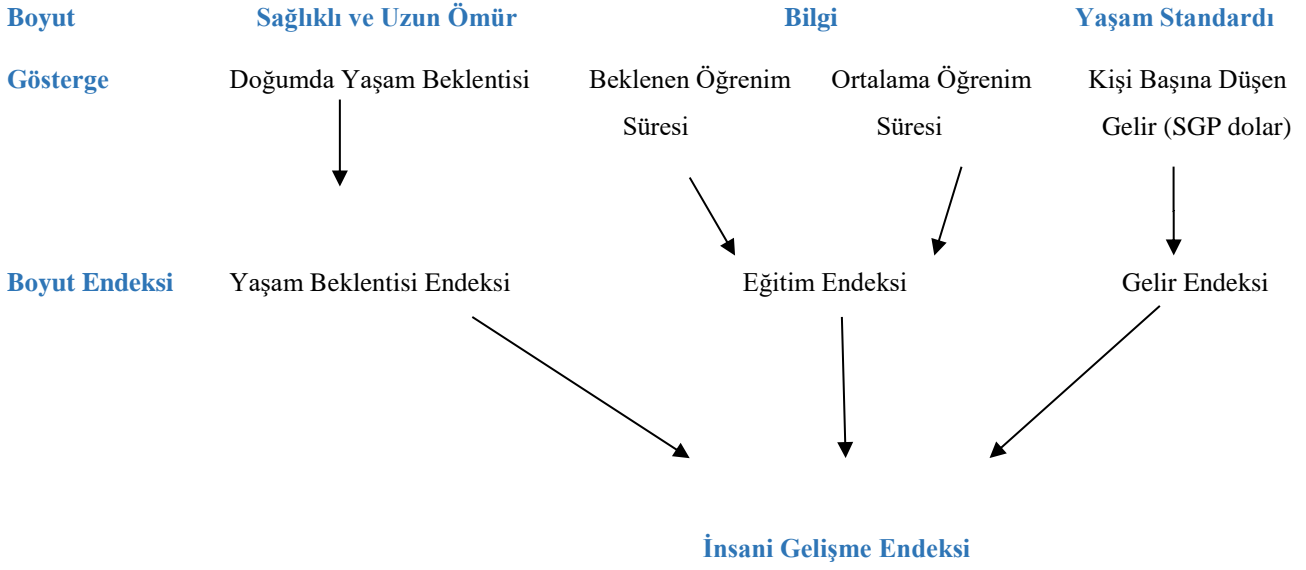 Boyut Sağlıklı ve Uzun Ömür Bilgi Yaşam Standardı
Gösterge Doğumda Yaşam Beklentisi Beklenen Öğrenim Ortalama Öğrenim Kişi Başına Düşen
Süresi Süresi Gelir (SGP dolar)
Boyut Endeksi Yaşam Beklentisi Endeksi Eğitim Endeksi Gelir Endeksi
İnsani Gelişme Endeksi